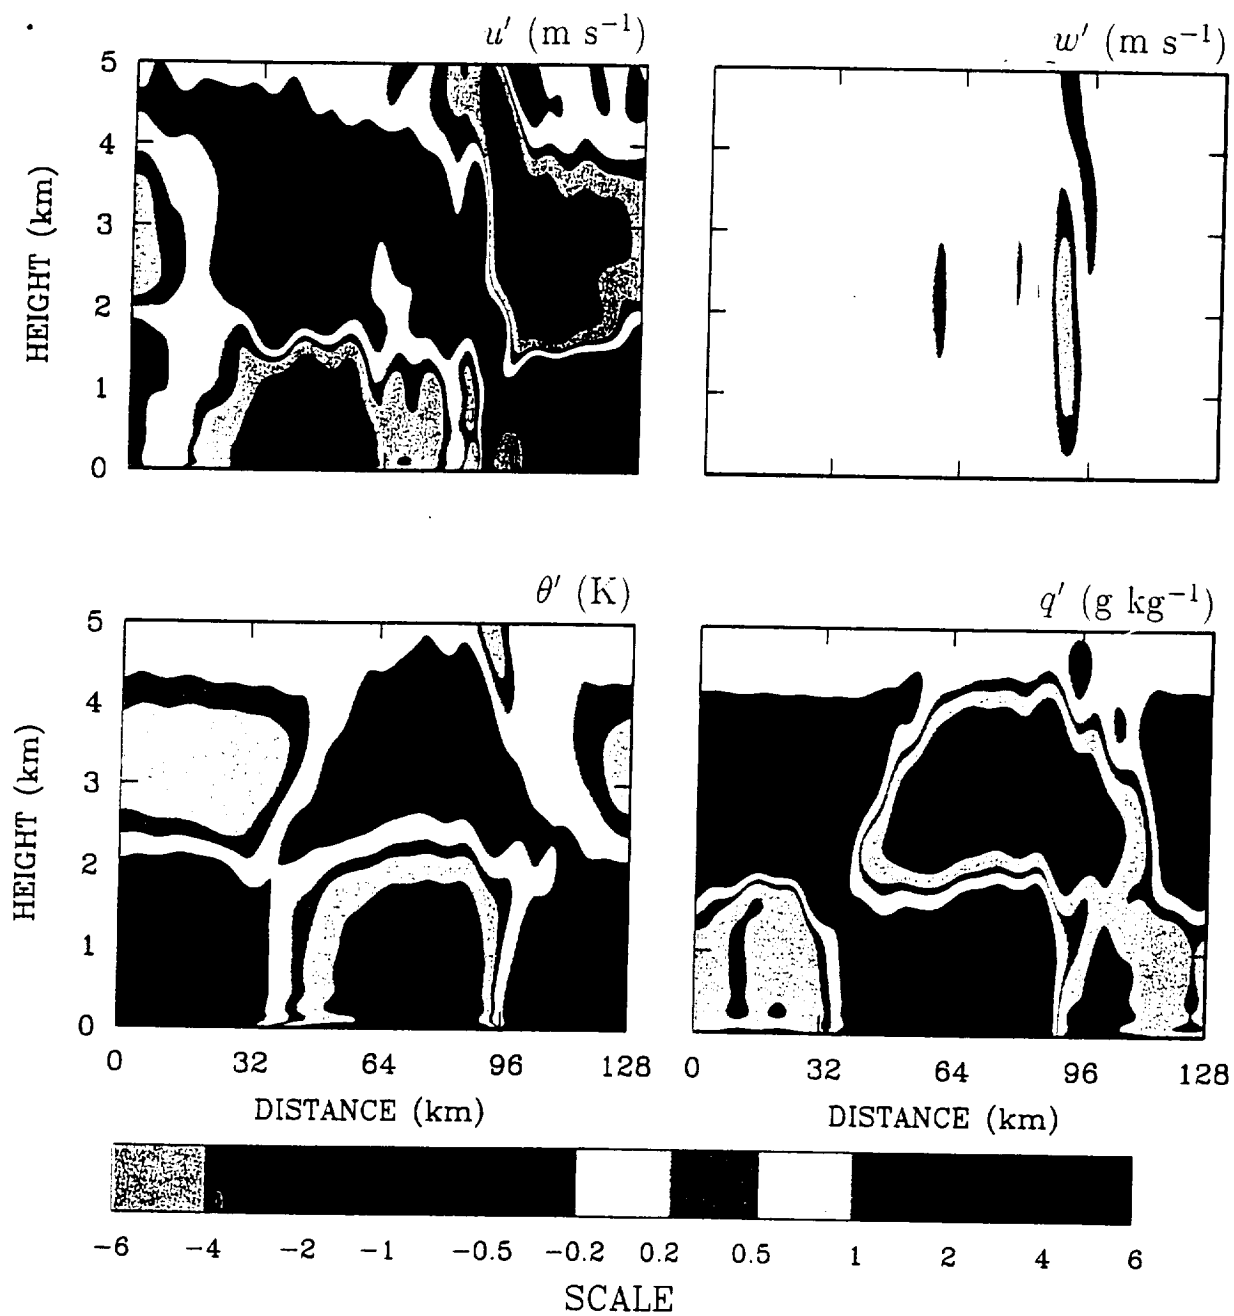 u′ (m s−1)
w′ (m s−1)
5
4
3
2
1
0
HEIGHT (km)
θ′ (K)
q′ (g kg−1)
5
4
3
2
1
0
HEIGHT (km)
0 32 64 96 128
0 32 64 96 128
DISTANCE (km)
DISTANCE (km)
−6 −4 −2 −1 −0.5 −0.2 0.2 0.5 1 2 4 6
SCALE